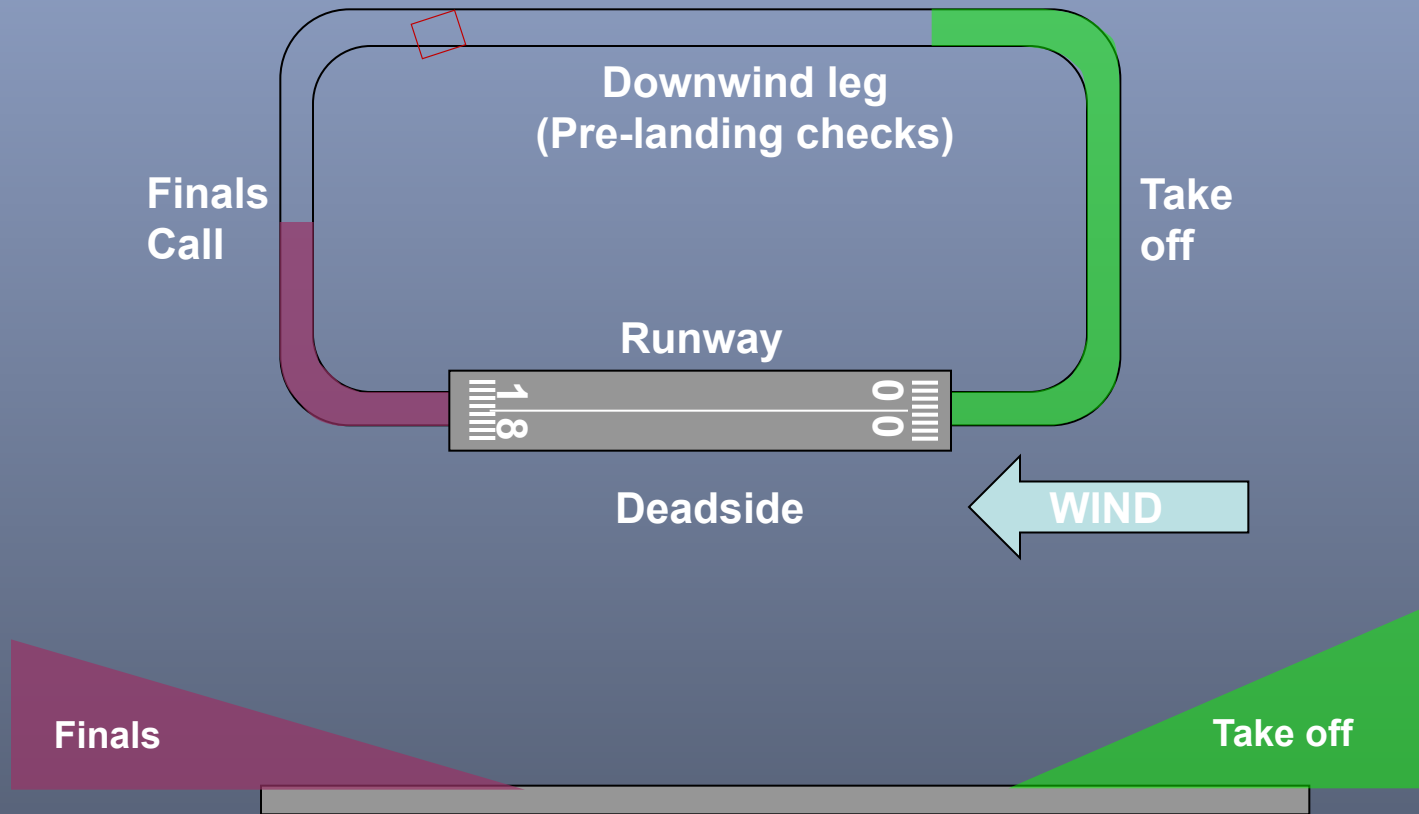 Downwind leg
(Pre-landing checks)
Finals
Call
Take
off
Runway
18
00
Deadside
WIND
Finals
Take off